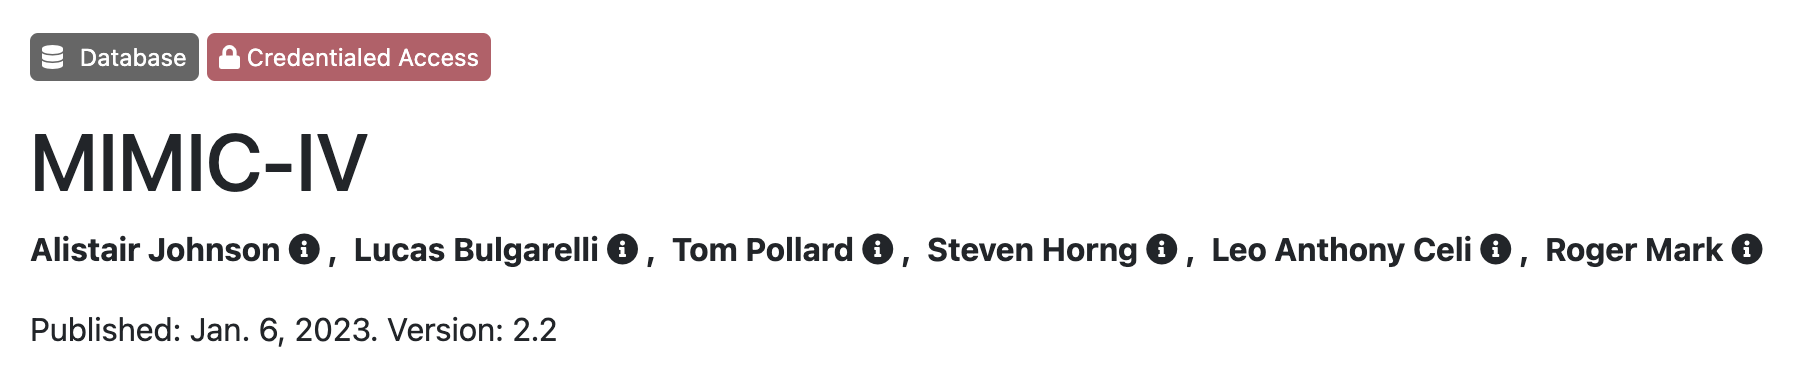 Database Credentialed Access
MIMIC-IV
Alistair Johnson , Lucas Bulgarelli , Tom Pollard , Steven Horng , Leo Anthony Celi , Roger Mark
Published: Jan. 6, 2023. Version: 2.2